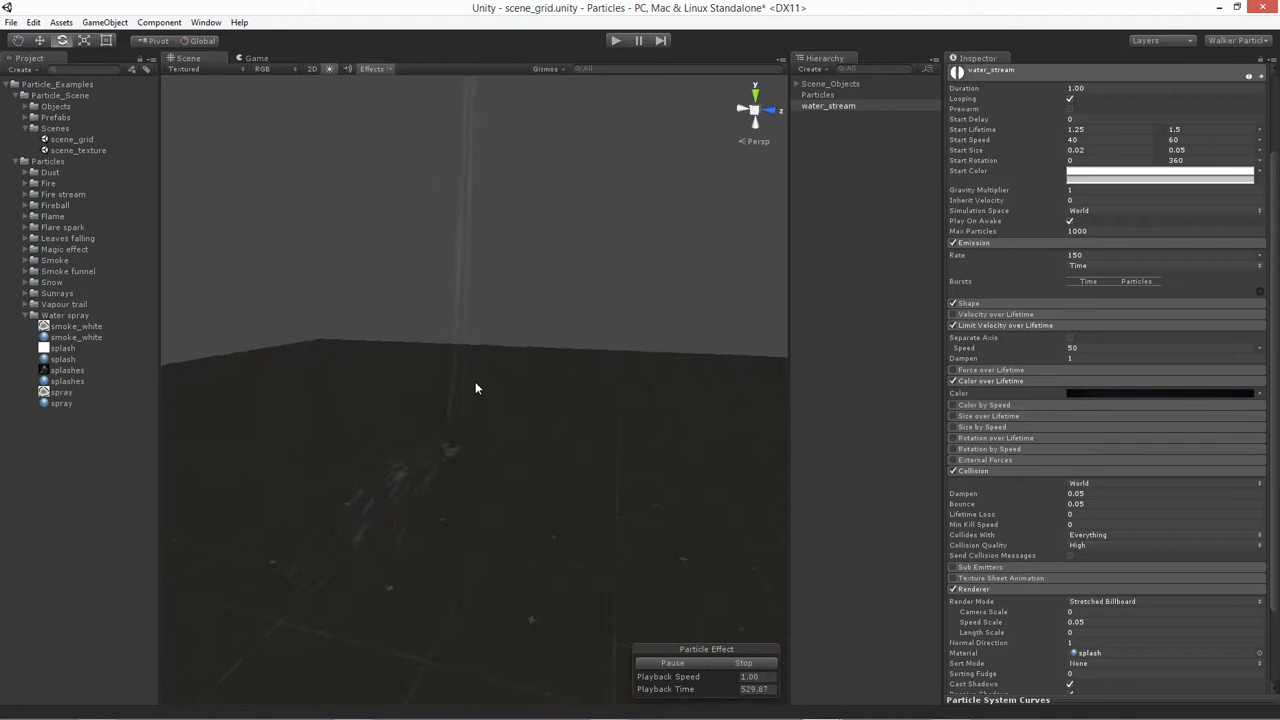 Unity - scene_grid.unity - Particles - PC, Mac & Linux Standalone* <DX11>
File Edit Assets GameObject Component Window Help
Pivot Global Layers Walker Particl
Project
Create
Particle_Examples
Particle_Scene
Objects
Prefabs
Scenes
scene_grid
scene_texture
Particles
Dust
Fire
Fire stream
Fireball
Flame
Flare spark
Leaves falling
Magic effect
Smoke
Smoke funnel
Snow
Sunrays
Vapour trail
Water spray
smoke_white
smoke_white
splash
splash
splashes
splashes
spray
spray
Scene Game
Textured RGB 2D Effects Gizmos All
y
z
Persp
Particle Effect
Pause Stop
Playback Speed 1.00
Playback Time 529.87
Hierarchy
Create All
Scene_Objects
Particles
water_stream
Inspector
water_stream
Duration 1.00
Looping
Prewarm
Start Delay 0
Start Lifetime 1.25 1.5
Start Speed 40 60
Start Size 0.02 0.05
Start Rotation 0 360
Start Color
Gravity Multiplier 1
Inherit Velocity 0
Simulation Space World
Play On Awake
Max Particles 1000
Emission
Rate 150
Time
Bursts Time Particles
Shape
Velocity over Lifetime
Limit Velocity over Lifetime
Separate Axis
Speed 50
Dampen 1
Force over Lifetime
Color over Lifetime
Color
Color by Speed
Size over Lifetime
Size by Speed
Rotation over Lifetime
Rotation by Speed
External Forces
Collision
World
Dampen 0.05
Bounce 0.05
Lifetime Loss 0
Min Kill Speed 0
Collides With Everything
Collision Quality High
Send Collision Messages
Sub Emitters
Texture Sheet Animation
Renderer
Render Mode Stretched Billboard
Camera Scale 0
Speed Scale 0.05
Length Scale 0
Normal Direction 1
Material splash
Sort Mode None
Sorting Fudge 0
Cast Shadows
Particle System Curves